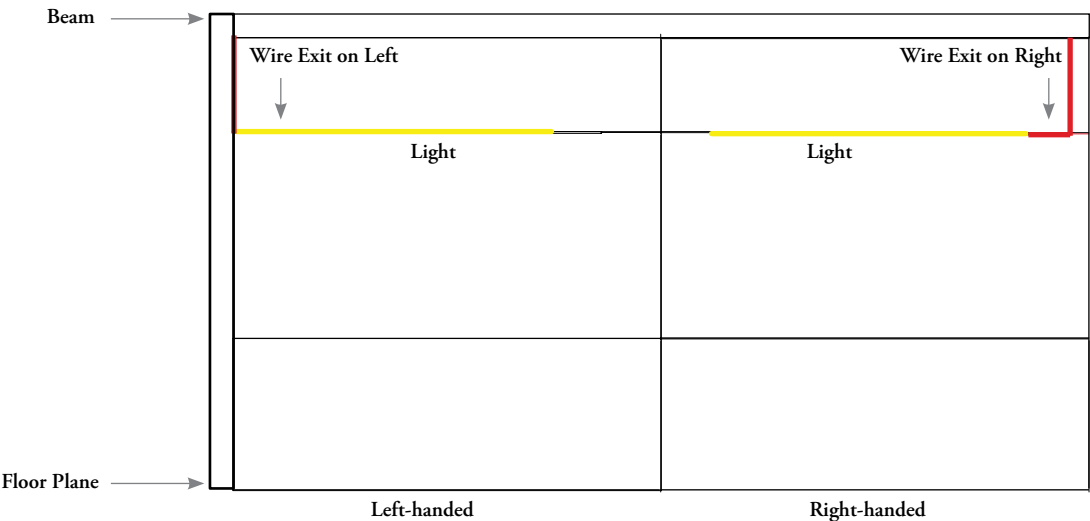 Beam
Wire Exit on Left
Wire Exit on Right
Light
Light
Floor Plane
Left-handed
Right-handed